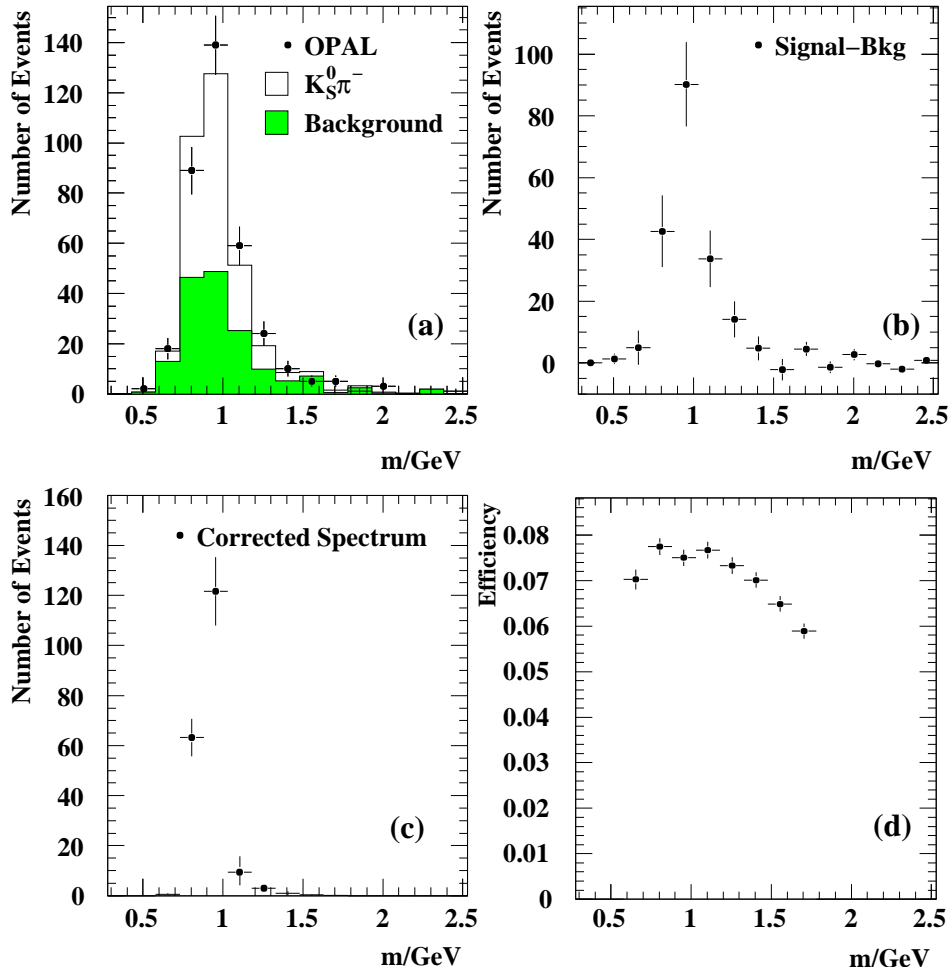 Number of Events
140
120
100
80
60
40
20
0
OPAL
K⁰_Sπ⁻
Background
(a)
0.5 1 1.5 2 2.5
m/GeV
Number of Events
100
80
60
40
20
0
Signal–Bkg
(b)
0.5 1 1.5 2 2.5
m/GeV
Number of Events
160
140
120
100
80
60
40
20
0
Corrected Spectrum
(c)
0.5 1 1.5 2 2.5
m/GeV
Efficiency
0.08
0.07
0.06
0.05
0.04
0.03
0.02
0.01
0
(d)
0.5 1 1.5 2 2.5
m/GeV